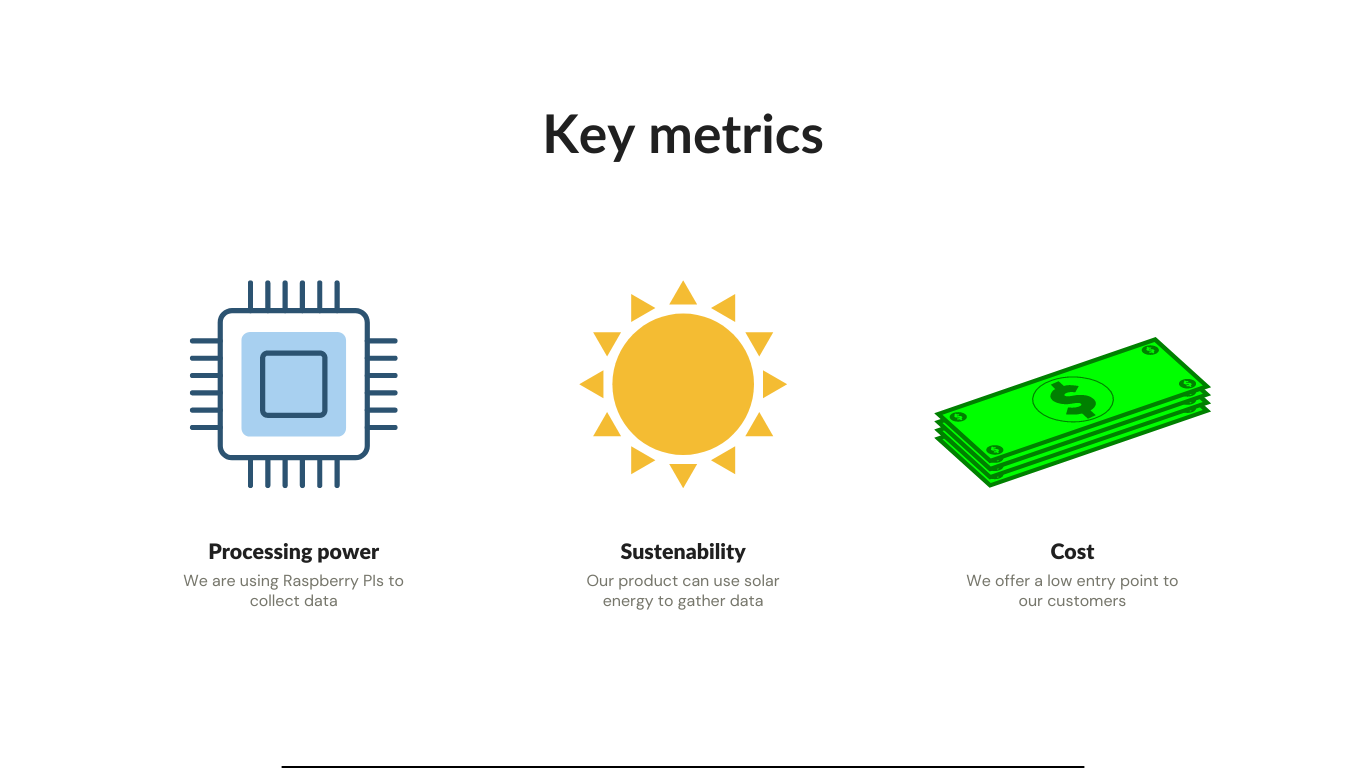 Key metrics
Processing power
We are using Raspberry PIs to
collect data
Sustenability
Our product can use solar
energy to gather data
Cost
We offer a low entry point to
our customers